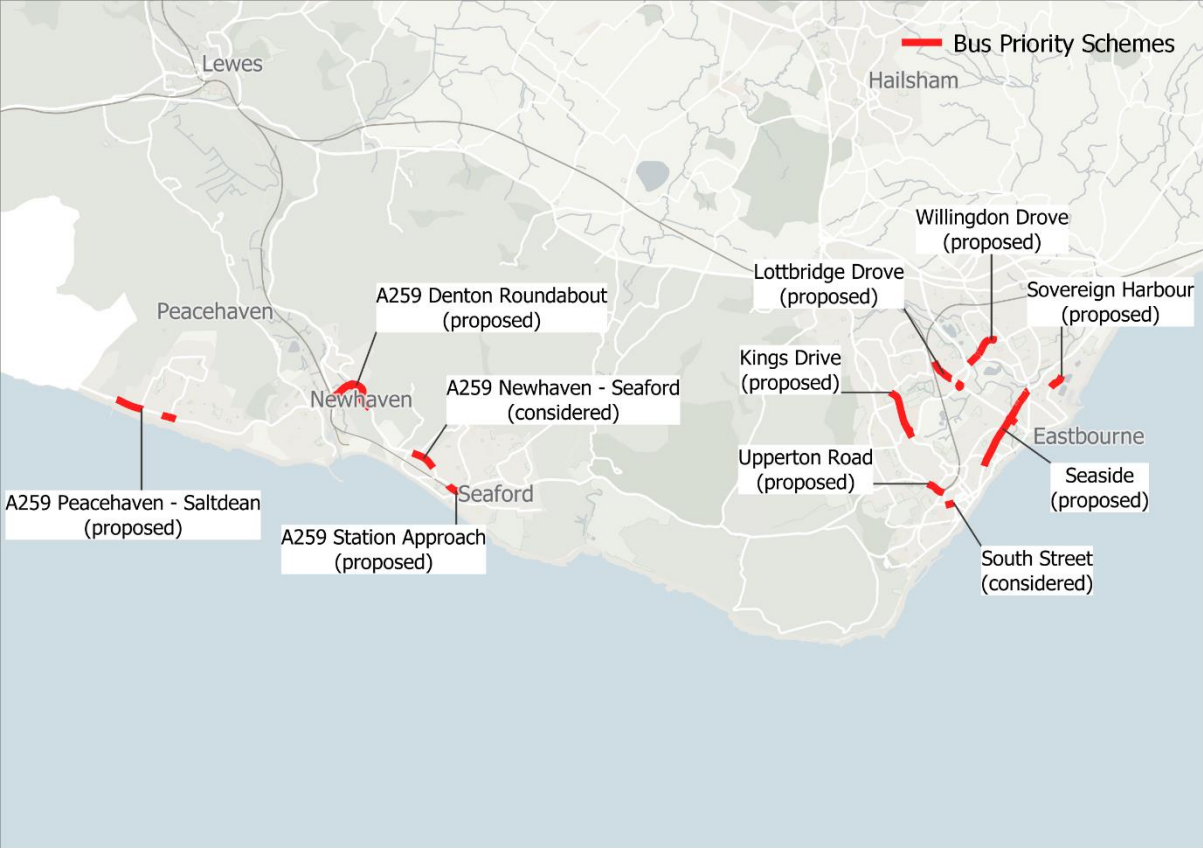 Bus Priority Schemes
Lewes
Hailsham
Willingdon Drove
(proposed)
Lottbridge Drove
(proposed)
Sovereign Harbour
(proposed)
A259 Denton Roundabout
(proposed)
Peacehaven
Kings Drive
(proposed)
A259 Newhaven - Seaford
(considered)
Newhaven
Eastbourne
Upperton Road
(proposed)
Seaside
(proposed)
Seaford
A259 Peacehaven - Saltdean
(proposed)
A259 Station Approach
(proposed)
South Street
(considered)